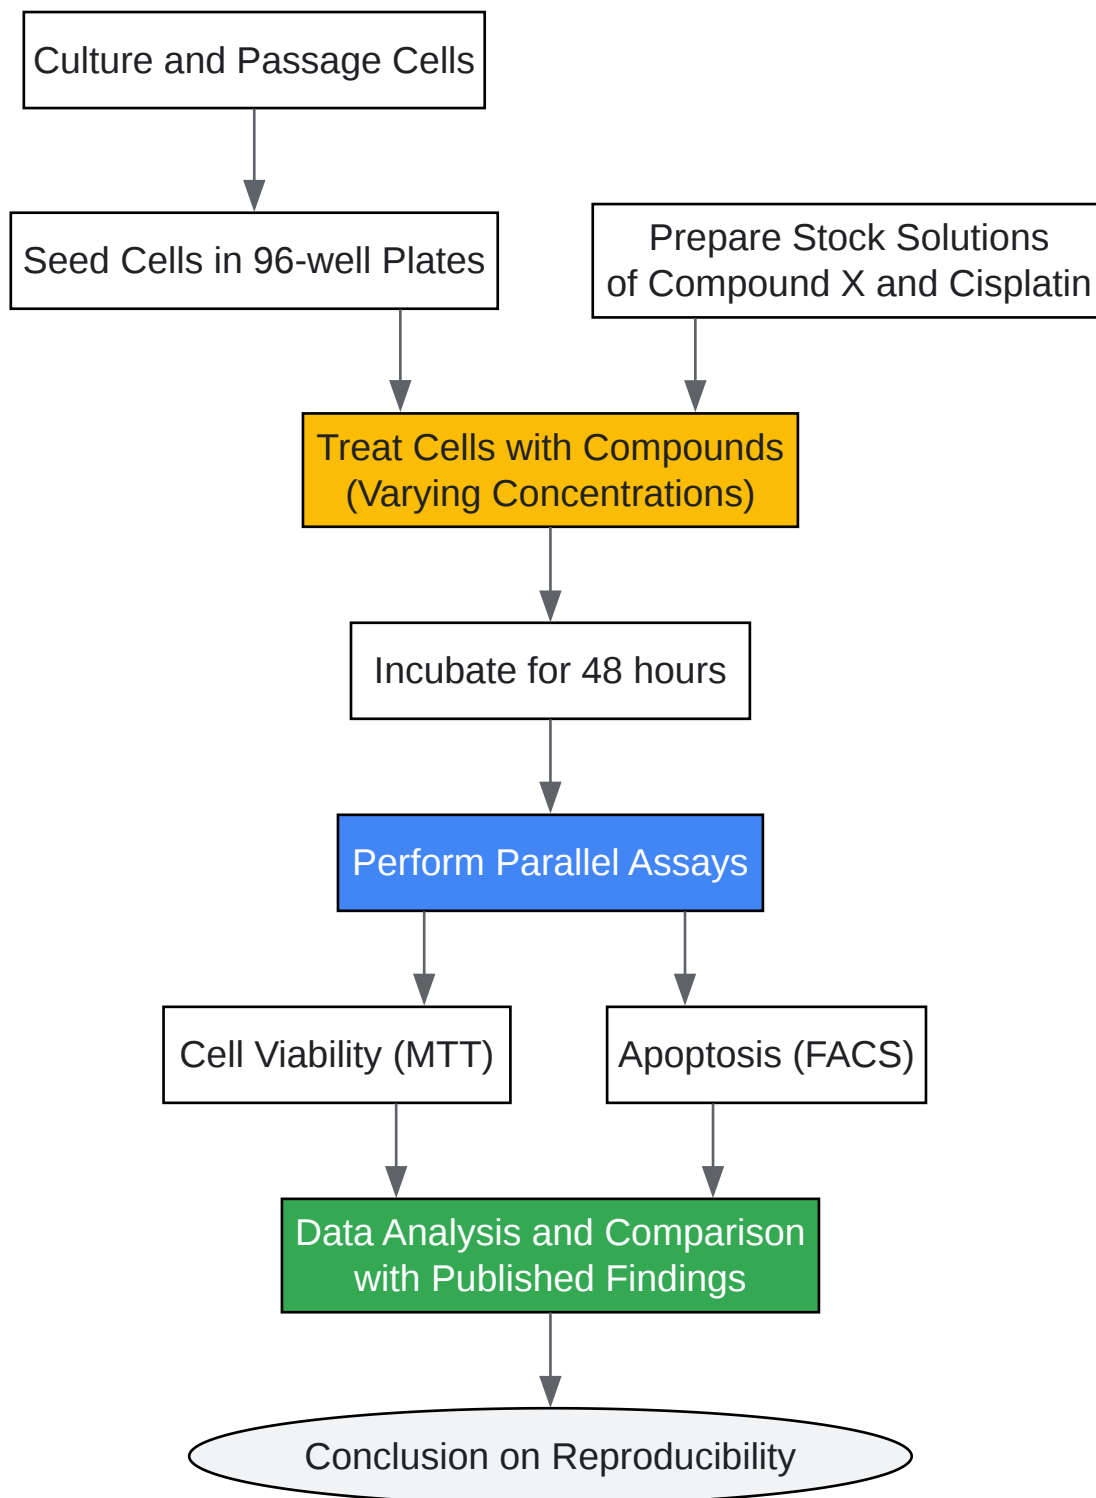 Culture and Passage Cells
Seed Cells in 96-well Plates
Prepare Stock Solutions
of Compound X and Cisplatin
Treat Cells with Compounds
(Varying Concentrations)
Incubate for 48 hours
Perform Parallel Assays
Cell Viability (MTT)
Apoptosis (FACS)
Data Analysis and Comparison
with Published Findings
Conclusion on Reproducibility